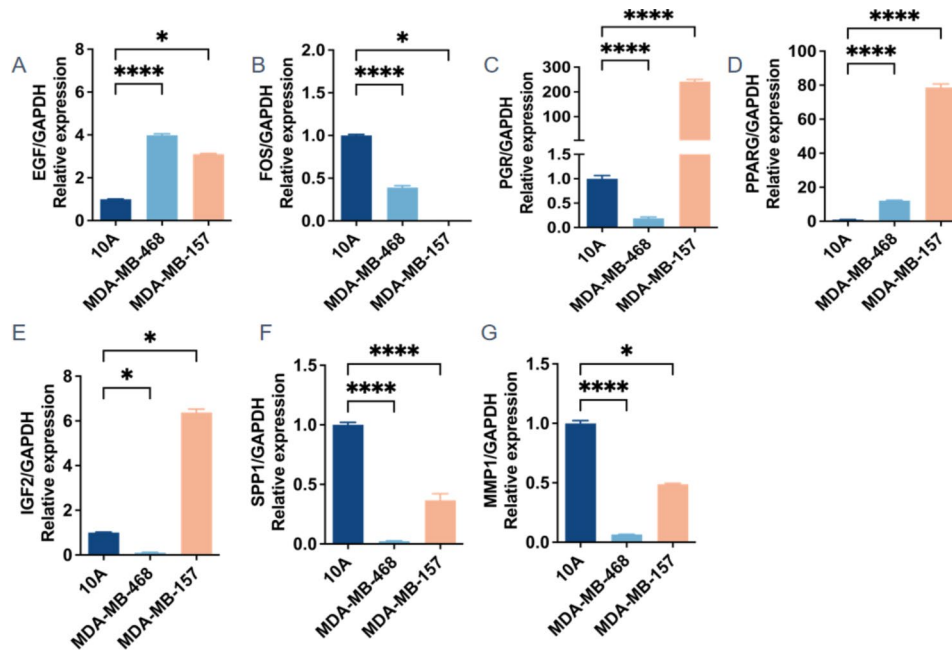 A
EGF/GAPDH
Relative expression
8
6
4
2
0
*
****
10A
MDA-MB-468
MDA-MB-157
B
FOS/GAPDH
Relative expression
2.0
1.5
1.0
0.5
0.0
*
****
10A
MDA-MB-468
MDA-MB-157
C
PGR/GAPDH
Relative expression
300
200
100
1.5
1.0
0.5
0.0
****
****
10A
MDA-MB-468
MDA-MB-157
D
PPARG/GAPDH
Relative expression
80
60
40
20
0
****
****
10A
MDA-MB-468
MDA-MB-157
E
IGF2/GAPDH
Relative expression
8
6
4
2
0
*
*
10A
MDA-MB-468
MDA-MB-157
F
SPP1/GAPDH
Relative expression
1.5
1.0
0.5
0.0
****
****
10A
MDA-MB-468
MDA-MB-157
G
MMP1/GAPDH
Relative expression
1.5
1.0
0.5
0.0
*
****
10A
MDA-MB-468
MDA-MB-157